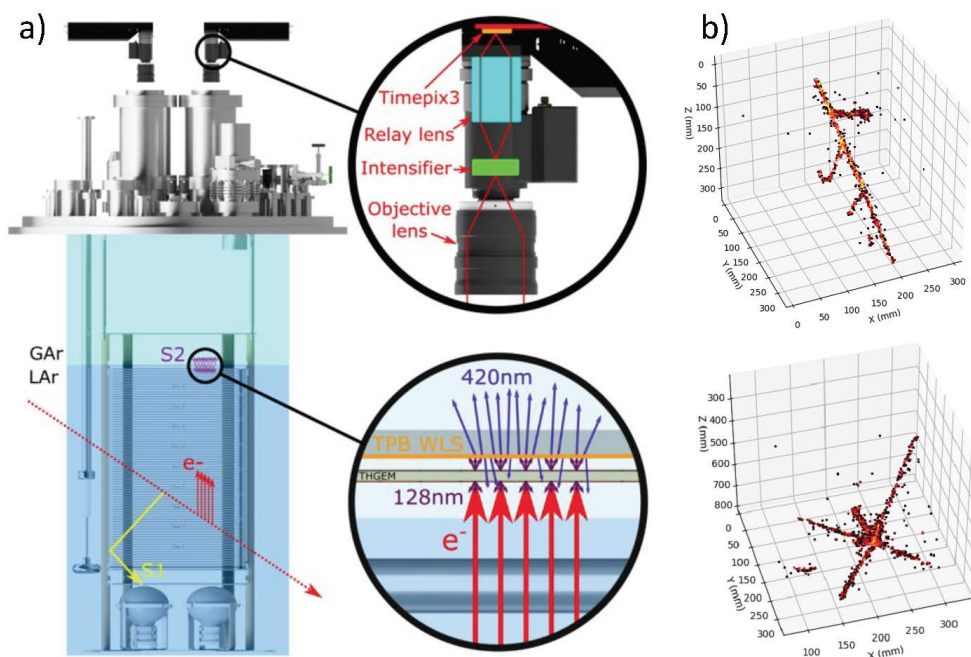 a)
Timepix3
Relay lens
Intensifier
Objective
lens
GAr
LAr
S2
e-
S1
420nm
TPB WLS
THGEM
128nm
e-
b)
0
50
100
150
200
250
300
Z (mm)
0
50
100
150
200
250
300
Y (mm)
0
50
100
150
200
250
300
X (mm)
300
400
500
600
700
800
Z (mm)
0
50
100
150
200
250
300
Y (mm)
100
150
200
250
300
X (mm)